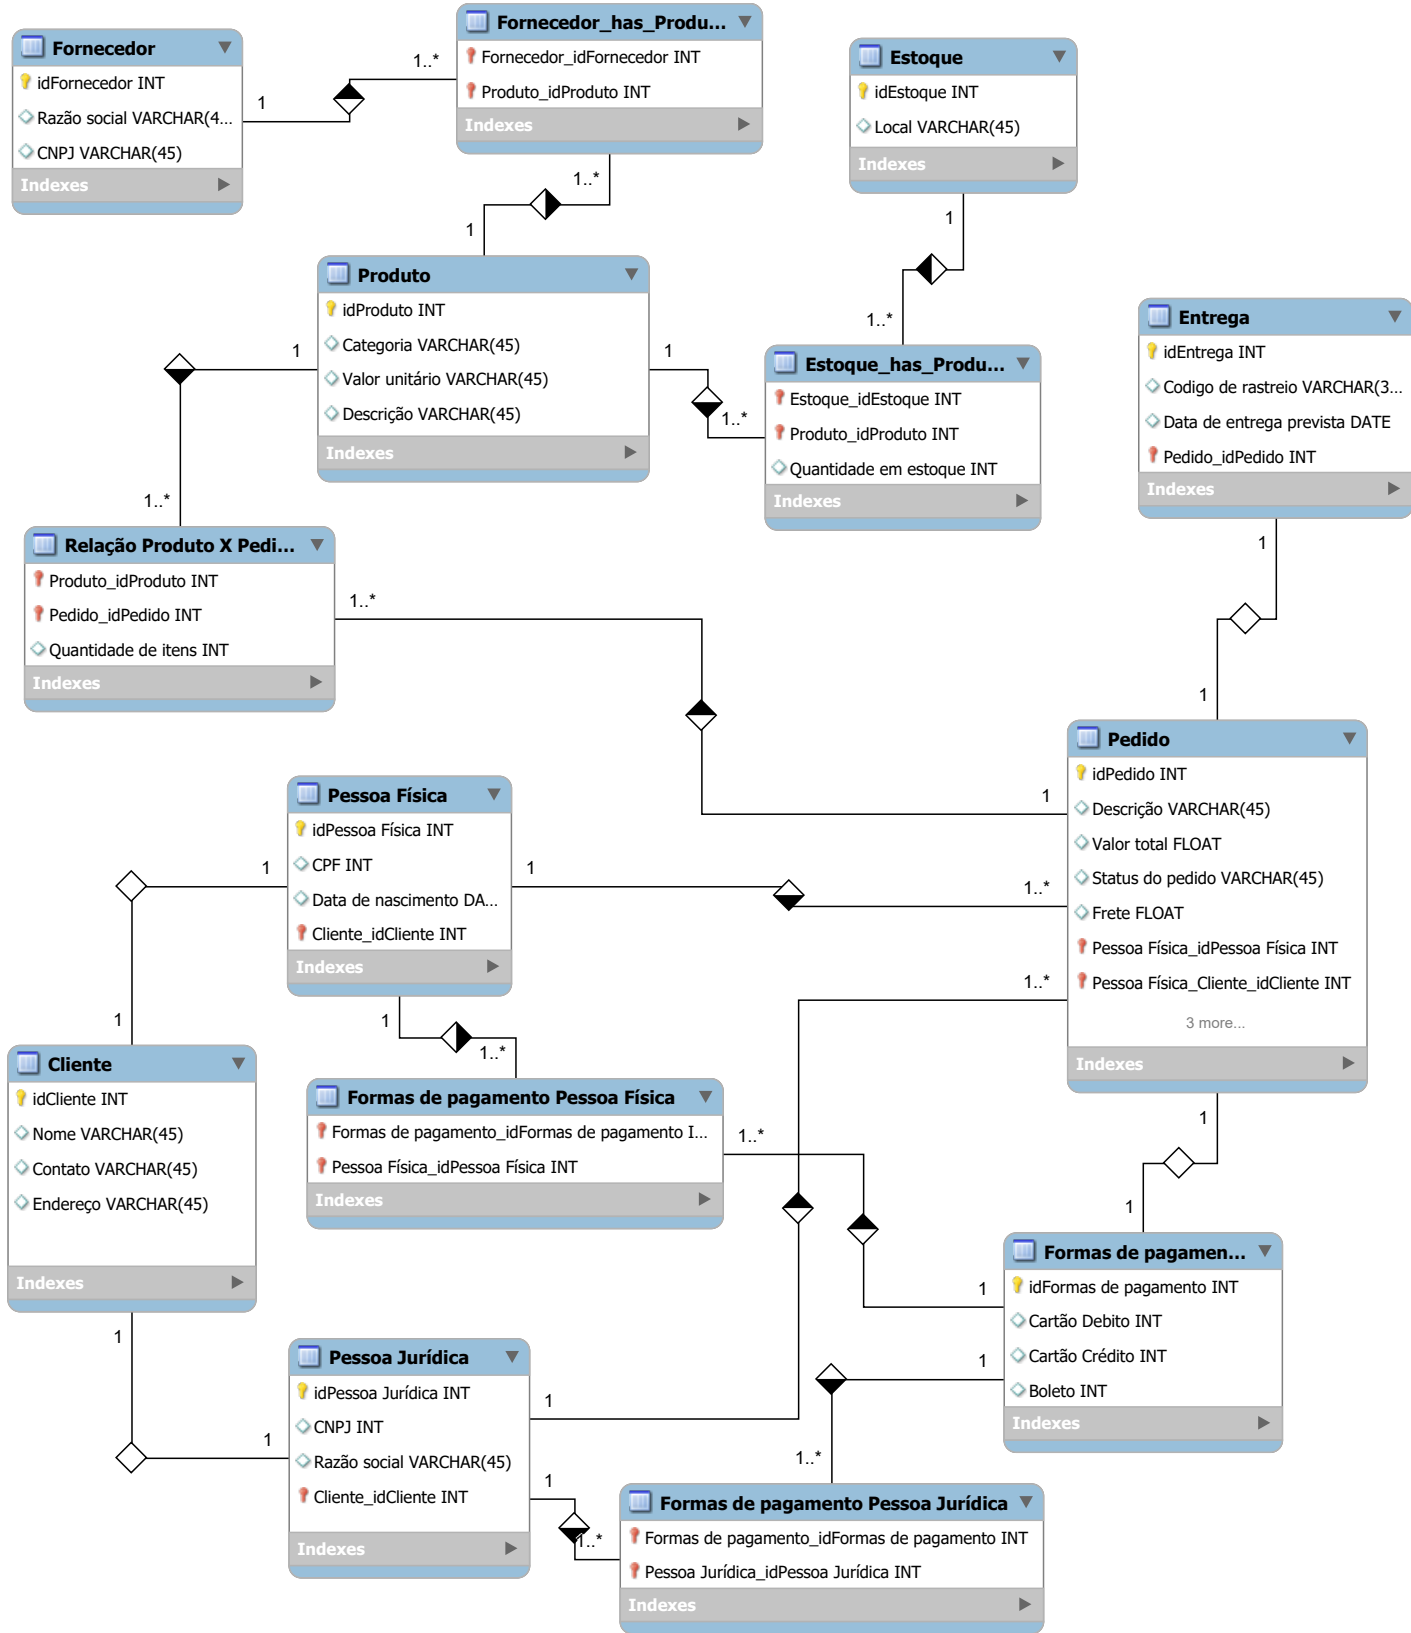 Fornecedor
idFornecedor INT
Razão social VARCHAR(4...
CNPJ VARCHAR(45)
Indexes
1
1..*
Fornecedor_has_Produ...
Fornecedor_idFornecedor INT
Produto_idProduto INT
Indexes
1..*
1
Estoque
idEstoque INT
Local VARCHAR(45)
Indexes
1
1..*
Produto
idProduto INT
Categoria VARCHAR(45)
Valor unitário VARCHAR(45)
Descrição VARCHAR(45)
Indexes
1
1
1..*
Estoque_has_Produ...
Estoque_idEstoque INT
Produto_idProduto INT
Quantidade em estoque INT
Indexes
Entrega
idEntrega INT
Codigo de rastreio VARCHAR(3...
Data de entrega prevista DATE
Pedido_idPedido INT
Indexes
1
1
1..*
Relação Produto X Pedi...
Produto_idProduto INT
Pedido_idPedido INT
Quantidade de itens INT
Indexes
1..*
1
Pedido
idPedido INT
Descrição VARCHAR(45)
Valor total FLOAT
Status do pedido VARCHAR(45)
Frete FLOAT
Pessoa Física_idPessoa Física INT
Pessoa Física_Cliente_idCliente INT
3 more...
Indexes
1..*
1..*
1
Pessoa Física
idPessoa Física INT
CPF INT
Data de nascimento DA...
Cliente_idCliente INT
Indexes
1
1
1
1..*
1
Cliente
idCliente INT
Nome VARCHAR(45)
Contato VARCHAR(45)
Endereço VARCHAR(45)
Indexes
1
Formas de pagamento Pessoa Física
Formas de pagamento_idFormas de pagamento I...
Pessoa Física_idPessoa Física INT
Indexes
1..*
1
Formas de pagamen...
idFormas de pagamento INT
Cartão Debito INT
Cartão Crédito INT
Boleto INT
Indexes
1
1
Pessoa Jurídica
idPessoa Jurídica INT
CNPJ INT
Razão social VARCHAR(45)
Cliente_idCliente INT
Indexes
1
1
1
1..*
1..*
Formas de pagamento Pessoa Jurídica
Formas de pagamento_idFormas de pagamento INT
Pessoa Jurídica_idPessoa Jurídica INT
Indexes